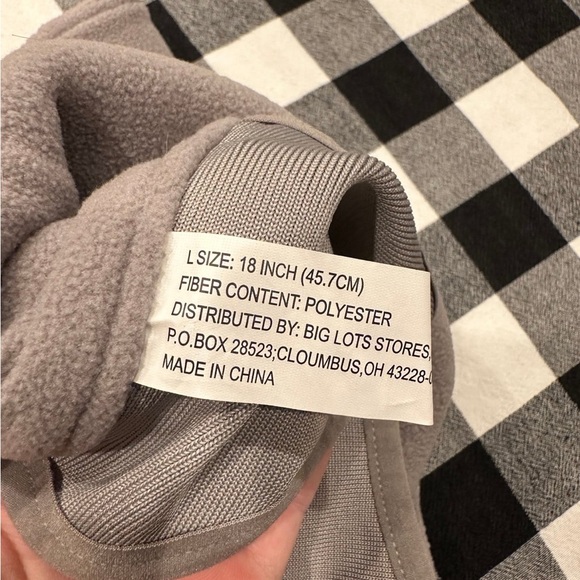 L SIZE: 18 INCH (45.7CM)
FIBER CONTENT: POLYESTER
DISTRIBUTED BY: BIG LOTS STORES,
P.O.BOX 28523;CLOUMBUS,OH 43228-
MADE IN CHINA